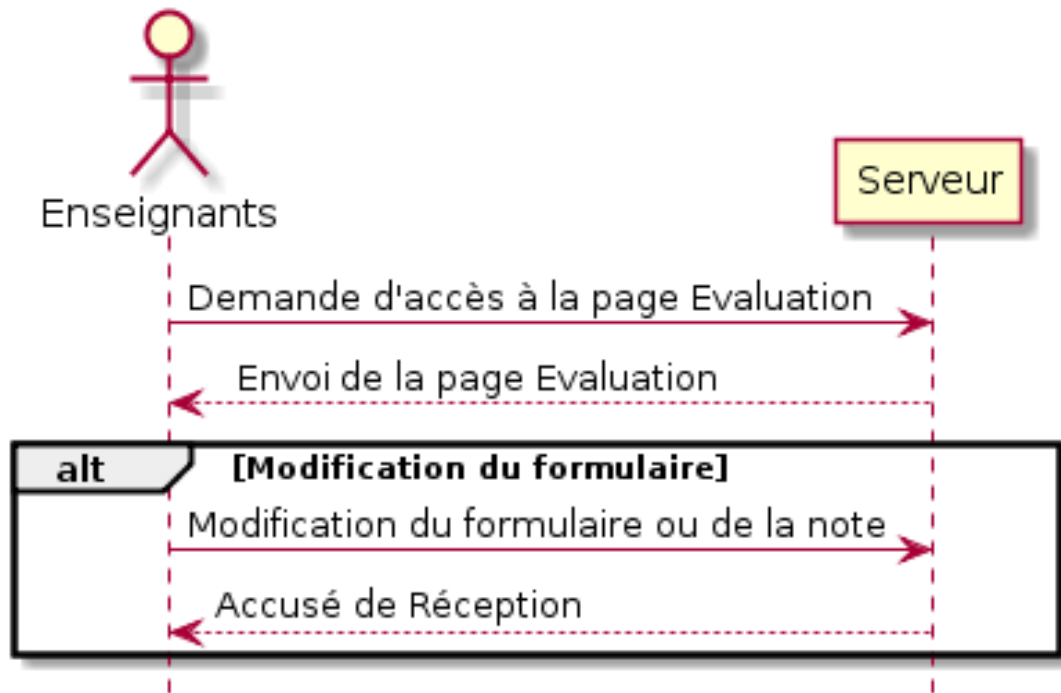 Enseignants
Serveur
Demande d'accès à la page Evaluation
Envoi de la page Evaluation
alt [Modification du formulaire]
Modification du formulaire ou de la note
Accusé de Réception